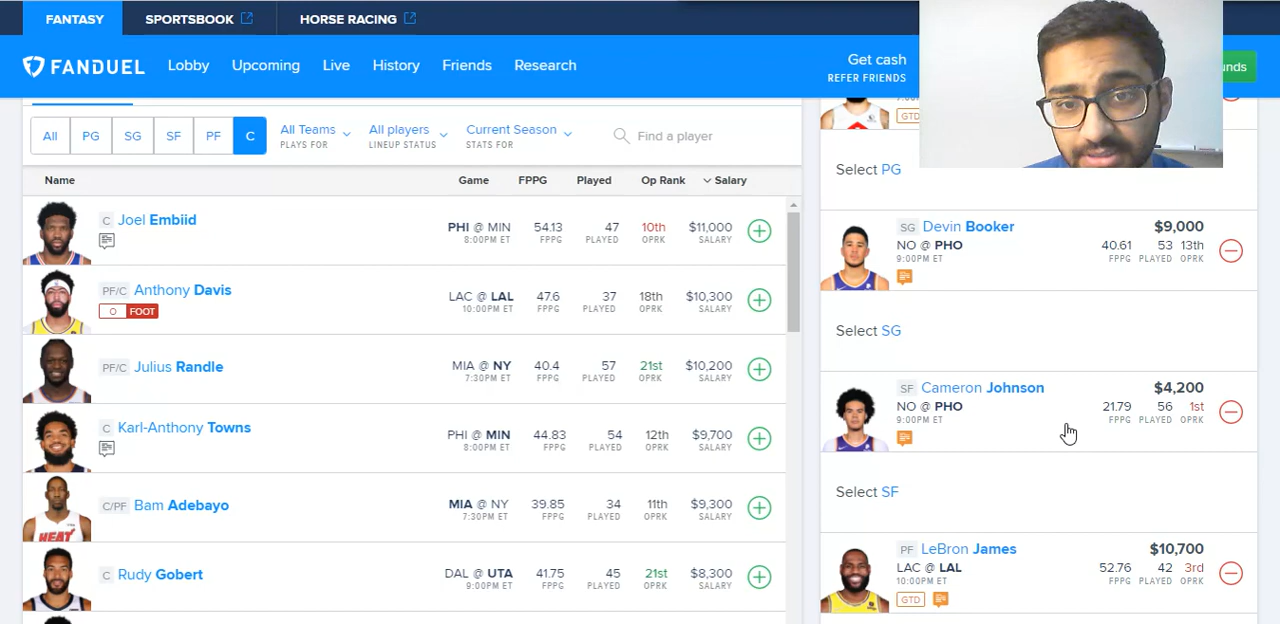 FANTASY
SPORTSBOOK
HORSE RACING
FANDUEL
Lobby
Upcoming
Live
History
Friends
Research
Get cash
REFER FRIENDS
All
PG
SG
SF
PF
C
All Teams
PLAYS FOR
All players
LINEUP STATUS
Current Season
STATS FOR
Find a player
Name Game FPPG Played Op Rank Salary
C Joel Embiid
PHI @ MIN 54.13 47 10th $11,000
8:00PM ET FPPG PLAYED OPRK SALARY
PF/C Anthony Davis
O FOOT
LAC @ LAL 47.6 37 18th $10,300
10:00PM ET FPPG PLAYED OPRK SALARY
PF/C Julius Randle
MIA @ NY 40.4 57 21st $10,200
7:30PM ET FPPG PLAYED OPRK SALARY
C Karl-Anthony Towns
PHI @ MIN 44.83 54 12th $9,700
8:00PM ET FPPG PLAYED OPRK SALARY
C/PF Bam Adebayo
MIA @ NY 39.85 34 11th $9,300
7:30PM ET FPPG PLAYED OPRK SALARY
C Rudy Gobert
DAL @ UTA 41.75 45 21st $8,300
9:00PM ET FPPG PLAYED OPRK SALARY
GTD
Select PG
SG Devin Booker $9,000
NO @ PHO 40.61 53 13th
9:00PM ET FPPG PLAYED OPRK
Select SG
SF Cameron Johnson $4,200
NO @ PHO 21.79 56 1st
9:00PM ET FPPG PLAYED OPRK
Select SF
PF LeBron James $10,700
LAC @ LAL 52.76 42 3rd
10:00PM ET FPPG PLAYED OPRK
GTD